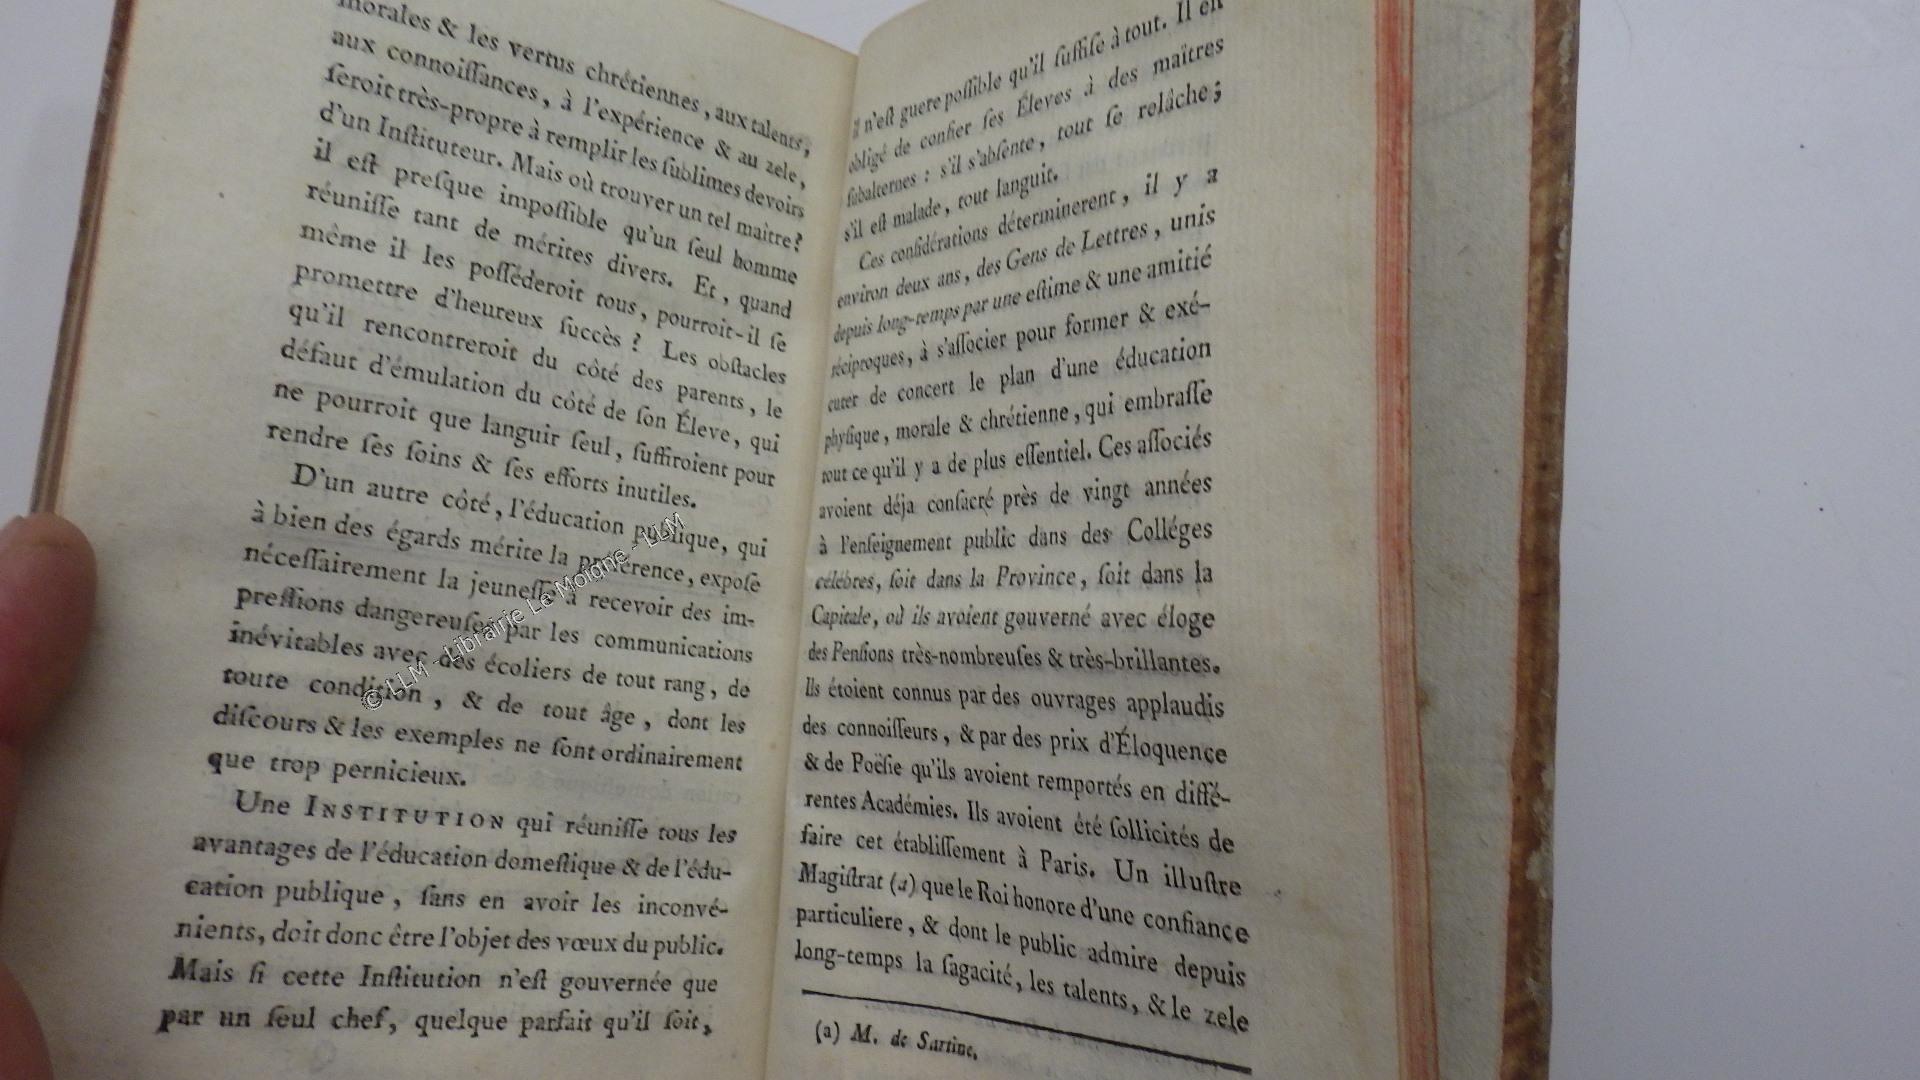 morales & les vertus chrétiennes, aux talents,
aux connoiſſances, à l'expérience & au zele,
ſeroit très-propre à remplir les ſublimes devoirs
d'un Inſtituteur. Mais où trouver un tel maître?
il eſt preſque impoſſible qu'un ſeul homme
réuniſſe tant de mérites divers. Et, quand
même il les poſſéderoit tous, pourroit-il ſe
promettre d'heureux ſuccès? Les obſtacles
qu'il rencontreroit du côté des parents, le
défaut d'émulation du côté de ſon Éleve, qui
ne pourroit que languir ſeul, ſuffiroient pour
rendre ſes ſoins & ſes efforts inutiles.
D'un autre côté, l'éducation publique, qui
à bien des égards mérite la préférence, expoſe
néceſſairement la jeuneſſe à recevoir des im-
preſſions dangereuſes par les communications
inévitables avec des écoliers de tout rang, de
toute condition, & de tout âge, dont les
diſcours & les exemples ne ſont ordinairement
que trop pernicieux.
Une INSTITUTION qui réuniſſe tous les
avantages de l'éducation domeſtique & de l'édu-
cation publique, ſans en avoir les inconvé-
nients, doit donc être l'objet des vœux du public.
Mais ſi cette Inſtitution n'eſt gouvernée que
par un ſeul chef, quelque parfait qu'il ſoit,
il n'eſt guere poſſible qu'il ſuffiſe à tout. Il eſt
obligé de confier ſes Éleves à des maîtres
ſubalternes : s'il s'abſente, tout ſe relâche;
s'il eſt malade, tout languit.
Ces conſidérations déterminerent, il y a
environ deux ans, des Gens de Lettres, unis
depuis long-temps par une eſtime & une amitié
réciproques, à s'aſſocier pour former & exé-
cuter de concert le plan d'une éducation
phyſique, morale & chrétienne, qui embraſſe
tout ce qu'il y a de plus eſſentiel. Ces aſſociés
avoient déja conſacré près de vingt années
à l'enſeignement public dans des Colléges
célébres, ſoit dans la Province, ſoit dans la
Capitale, où ils avoient gouverné avec éloge
des Penſions très-nombreuſes & très-brillantes.
Ils étoient connus par des ouvrages applaudis
des connoiſſeurs, & par des prix d'Éloquence
& de Poëſie qu'ils avoient remportés en diffé-
rentes Académies. Ils avoient été ſollicités de
faire cet établiſſement à Paris. Un illuſtre
Magiſtrat (a) que le Roi honore d'une confiance
particuliere, & dont le public admire depuis
long-temps la ſagacité, les talents, & le zele
(a) M. de Sartine.
© LLM - Librairie Le Moigne - LLM